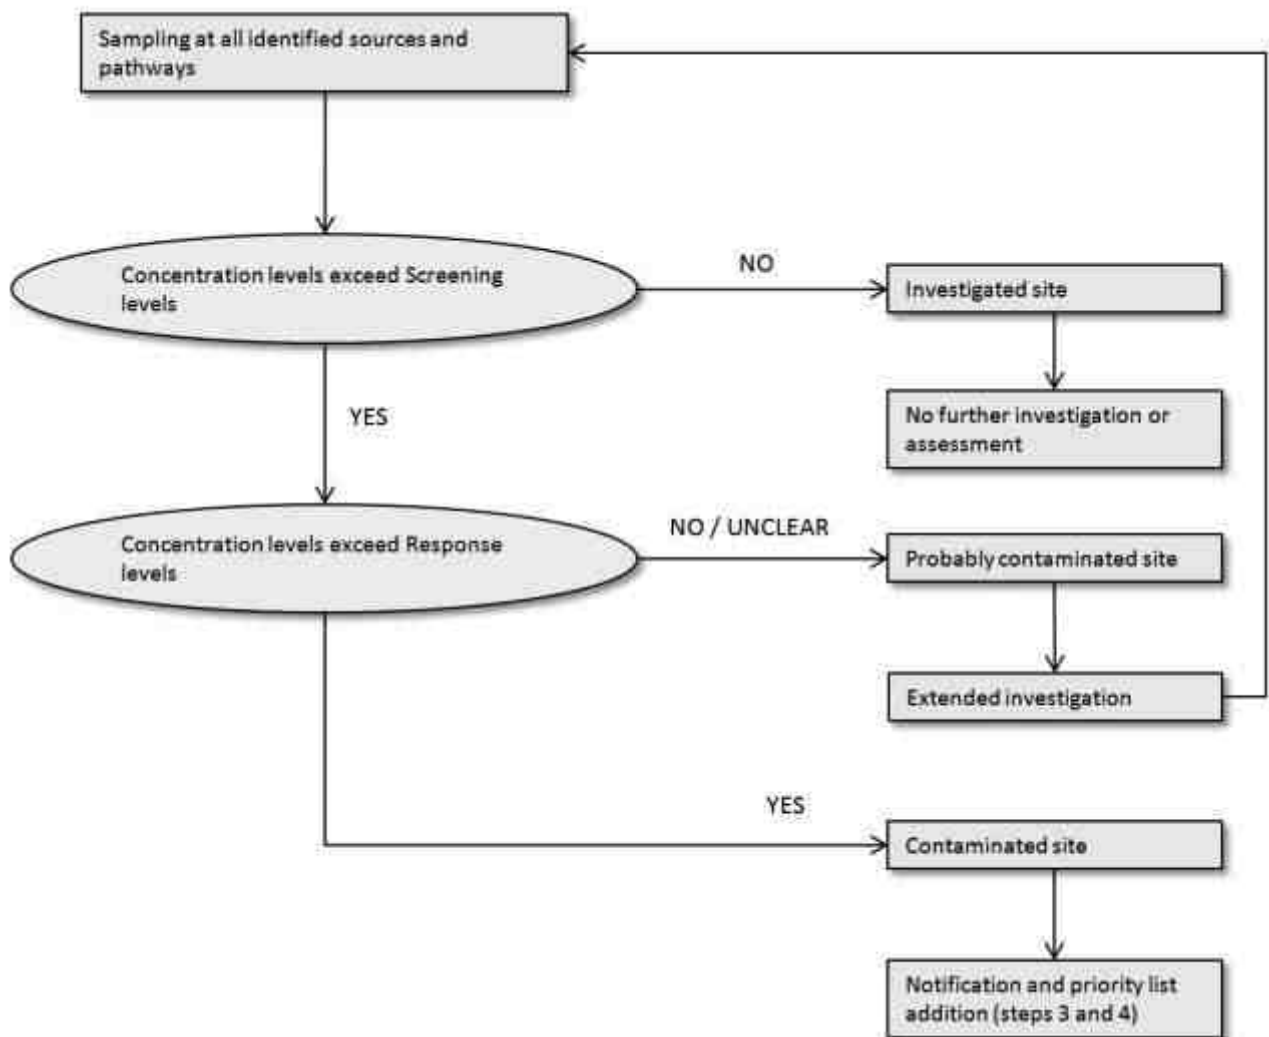 Sampling at all identified sources and
pathways
Concentration levels exceed Screening
levels
NO
Investigated site
No further investigation or
assessment
YES
Concentration levels exceed Response
levels
NO / UNCLEAR
Probably contaminated site
Extended investigation
YES
Contaminated site
Notification and priority list
addition (steps 3 and 4)